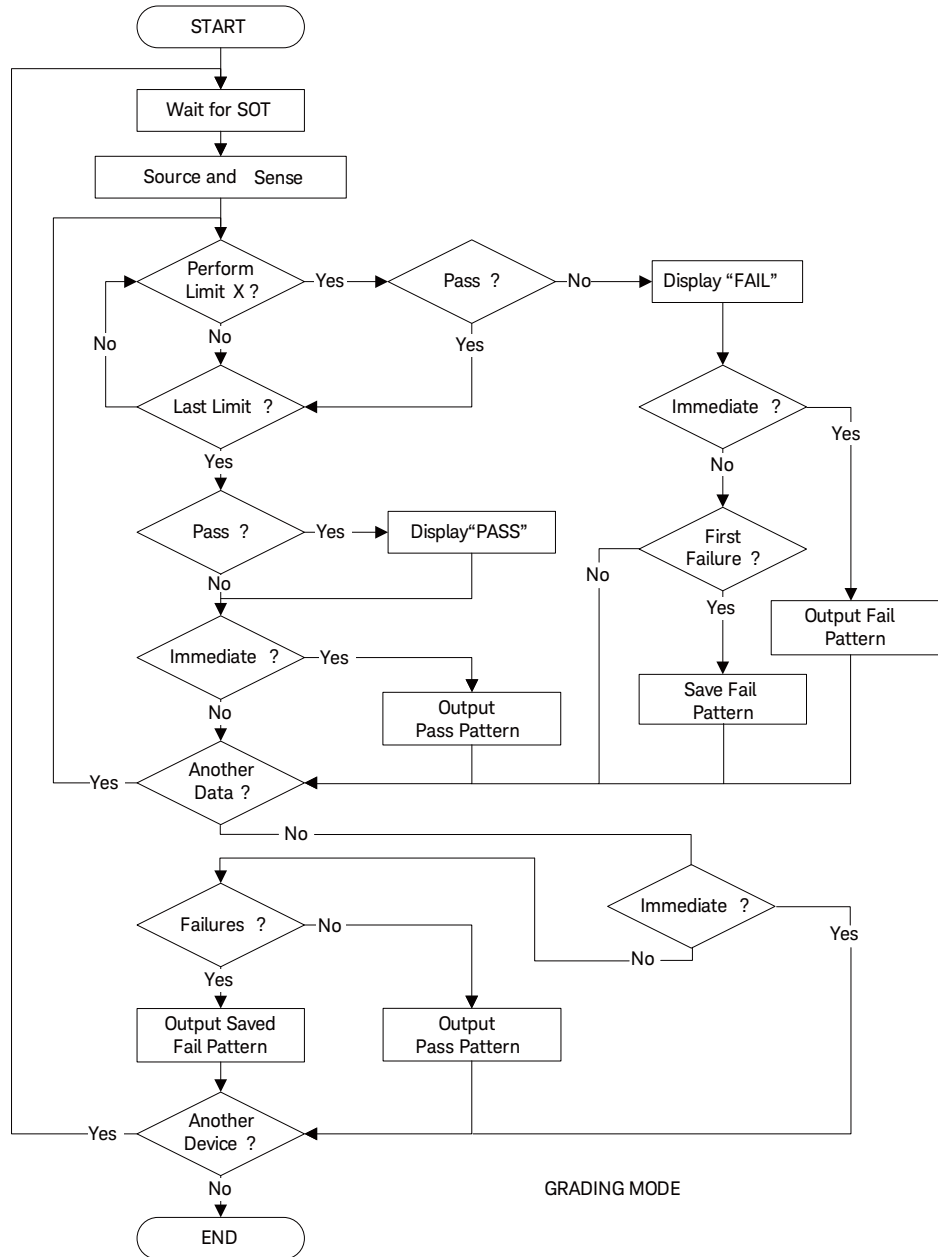 START
Wait for SOT
Source and Sense
Perform
Limit X ?
Yes
Pass ?
No
Display “FAIL”
No
No
Yes
Last Limit ?
Immediate ?
Yes
Yes
No
Pass ?
Yes
Display“PASS”
First
Failure ?
No
No
Yes
Output Fail
Pattern
Immediate ?
Yes
Save Fail
Pattern
No
Output
Pass Pattern
Yes
Another
Data ?
No
Immediate ?
Failures ?
No
Yes
No
Yes
Output Saved
Fail Pattern
Output
Pass Pattern
Yes
Another
Device ?
No
GRADING MODE
END